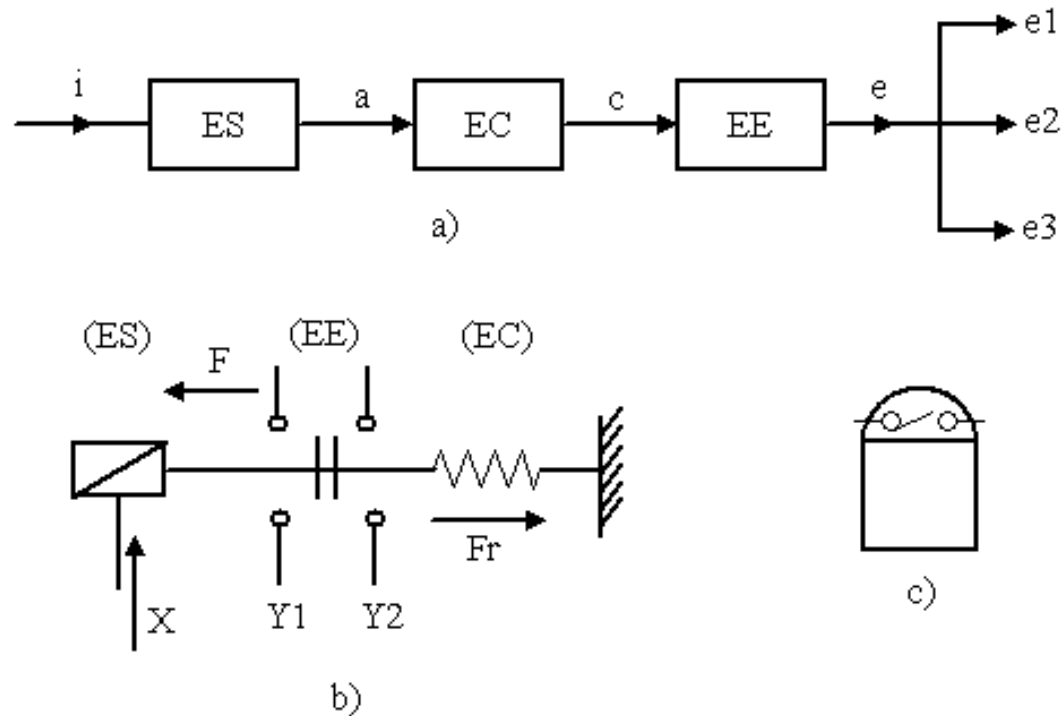 i ES a EC c EE e e1
e2
e3
a)
(ES) (EE) (EC)
F
Fr
X Y1 Y2
c)
b)